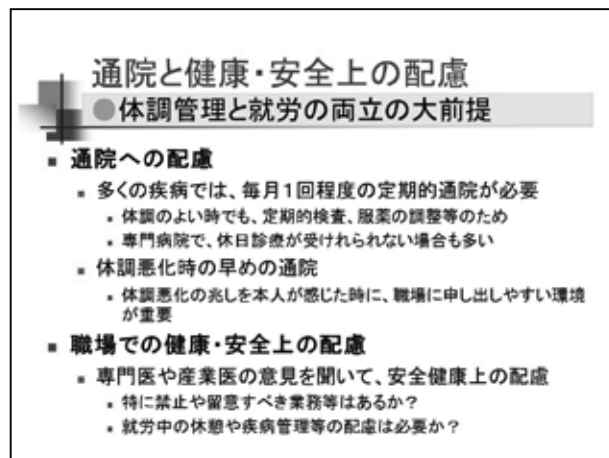 通院と健康・安全上の配慮
●体調管理と就労の両立の大前提
■ 通院への配慮
■ 多くの疾病では、毎月1回程度の定期的通院が必要
■ 体調のよい時でも、定期的検査、服薬の調整等のため
■ 専門病院で、休日診療が受けれられない場合も多い
■ 体調悪化時の早めの通院
■ 体調悪化の兆しを本人が感じた時に、職場に申し出しやすい環境
が重要
■ 職場での健康・安全上の配慮
■ 専門医や産業医の意見を聞いて、安全健康上の配慮
■ 特に禁止や留意すべき業務等はあるか？
■ 就労中の休憩や疾病管理等の配慮は必要か？